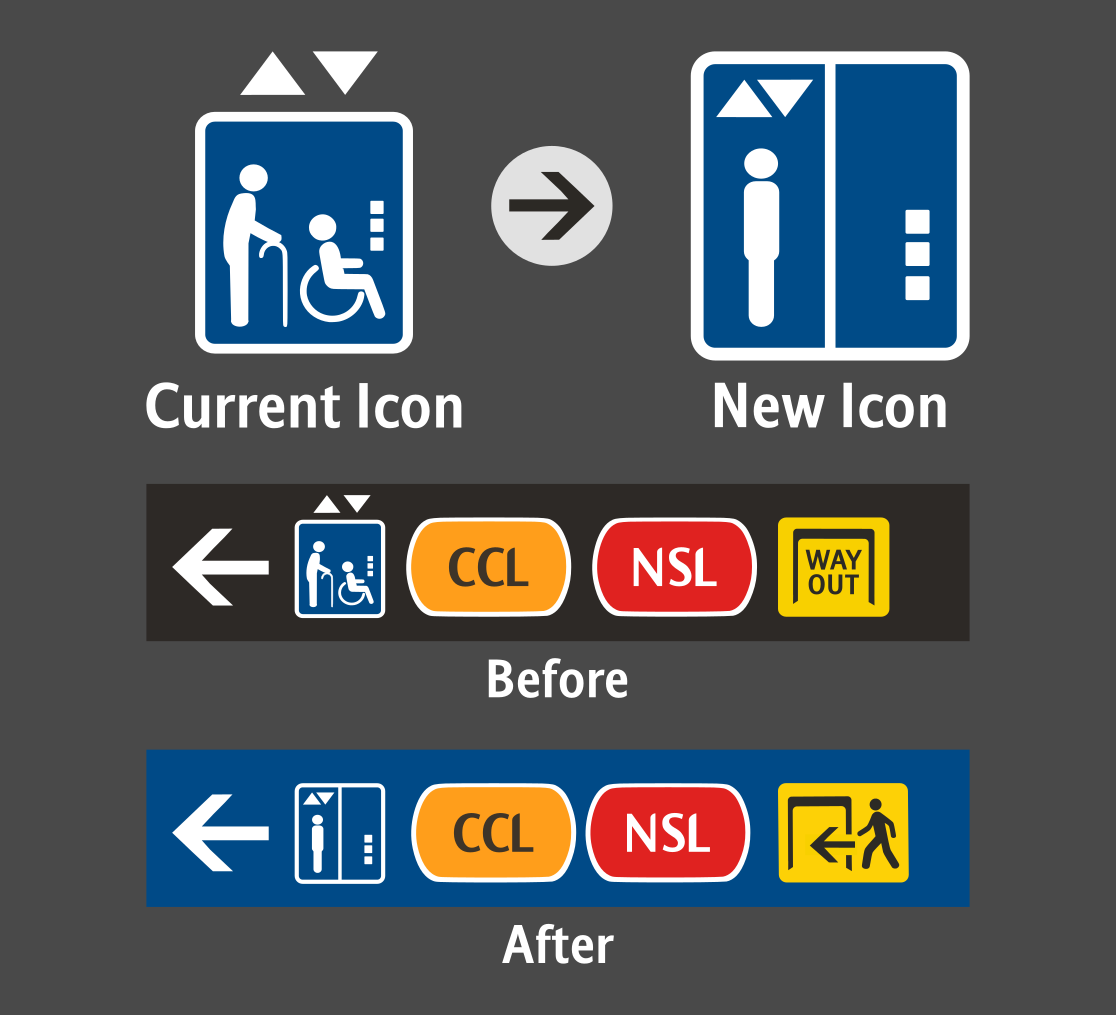 Current Icon
New Icon
CCL
NSL
WAY
OUT
Before
CCL
NSL
After